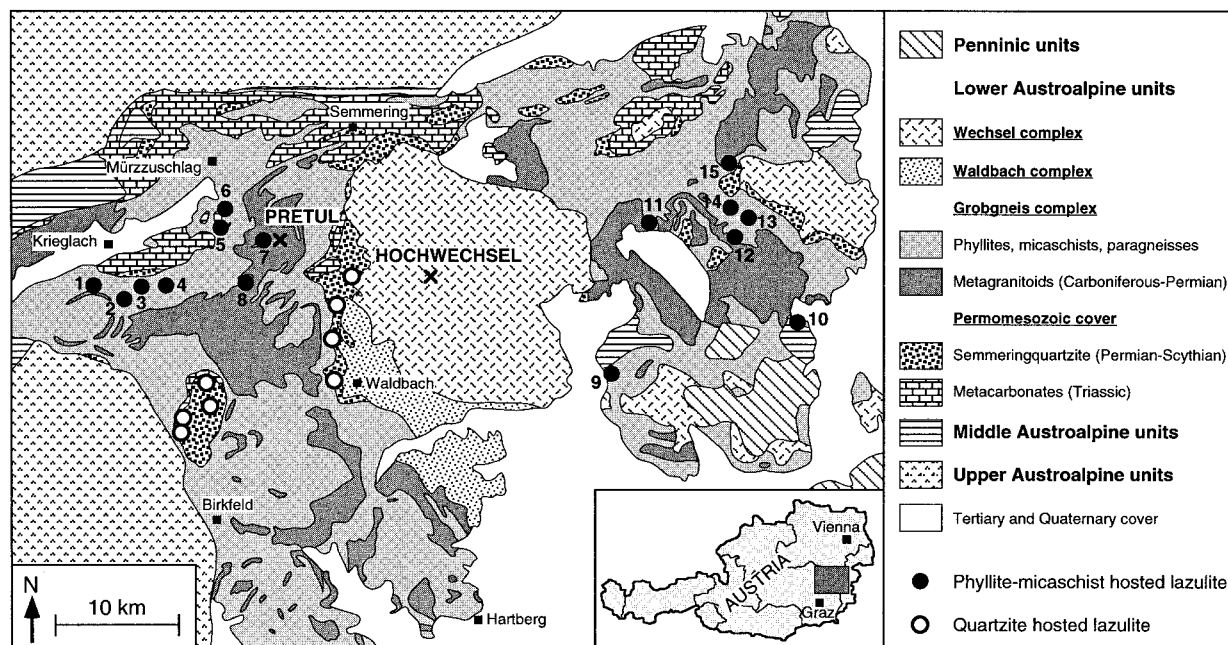 Semmering
Mürzzuschlag
6
PRETUL
Krieglach
5
7
HOCHWECHSEL
1
2
3
4
8
15
14
13
11
12
10
9
Waldbach
Birkfeld
Hartberg
N
10 km
Vienna
AUSTRIA
Graz
Penninic units
Lower Austroalpine units
Wechsel complex
Waldbach complex
Grobgneis complex
Phyllites, micaschists, paragneisses
Metagranitoids (Carboniferous-Permian)
Permomesozoic cover
Semmeringquartzite (Permian-Scythian)
Metacarbonates (Triassic)
Middle Austroalpine units
Upper Austroalpine units
Tertiary and Quaternary cover
Phyllite-micaschist hosted lazulite
Quartzite hosted lazulite